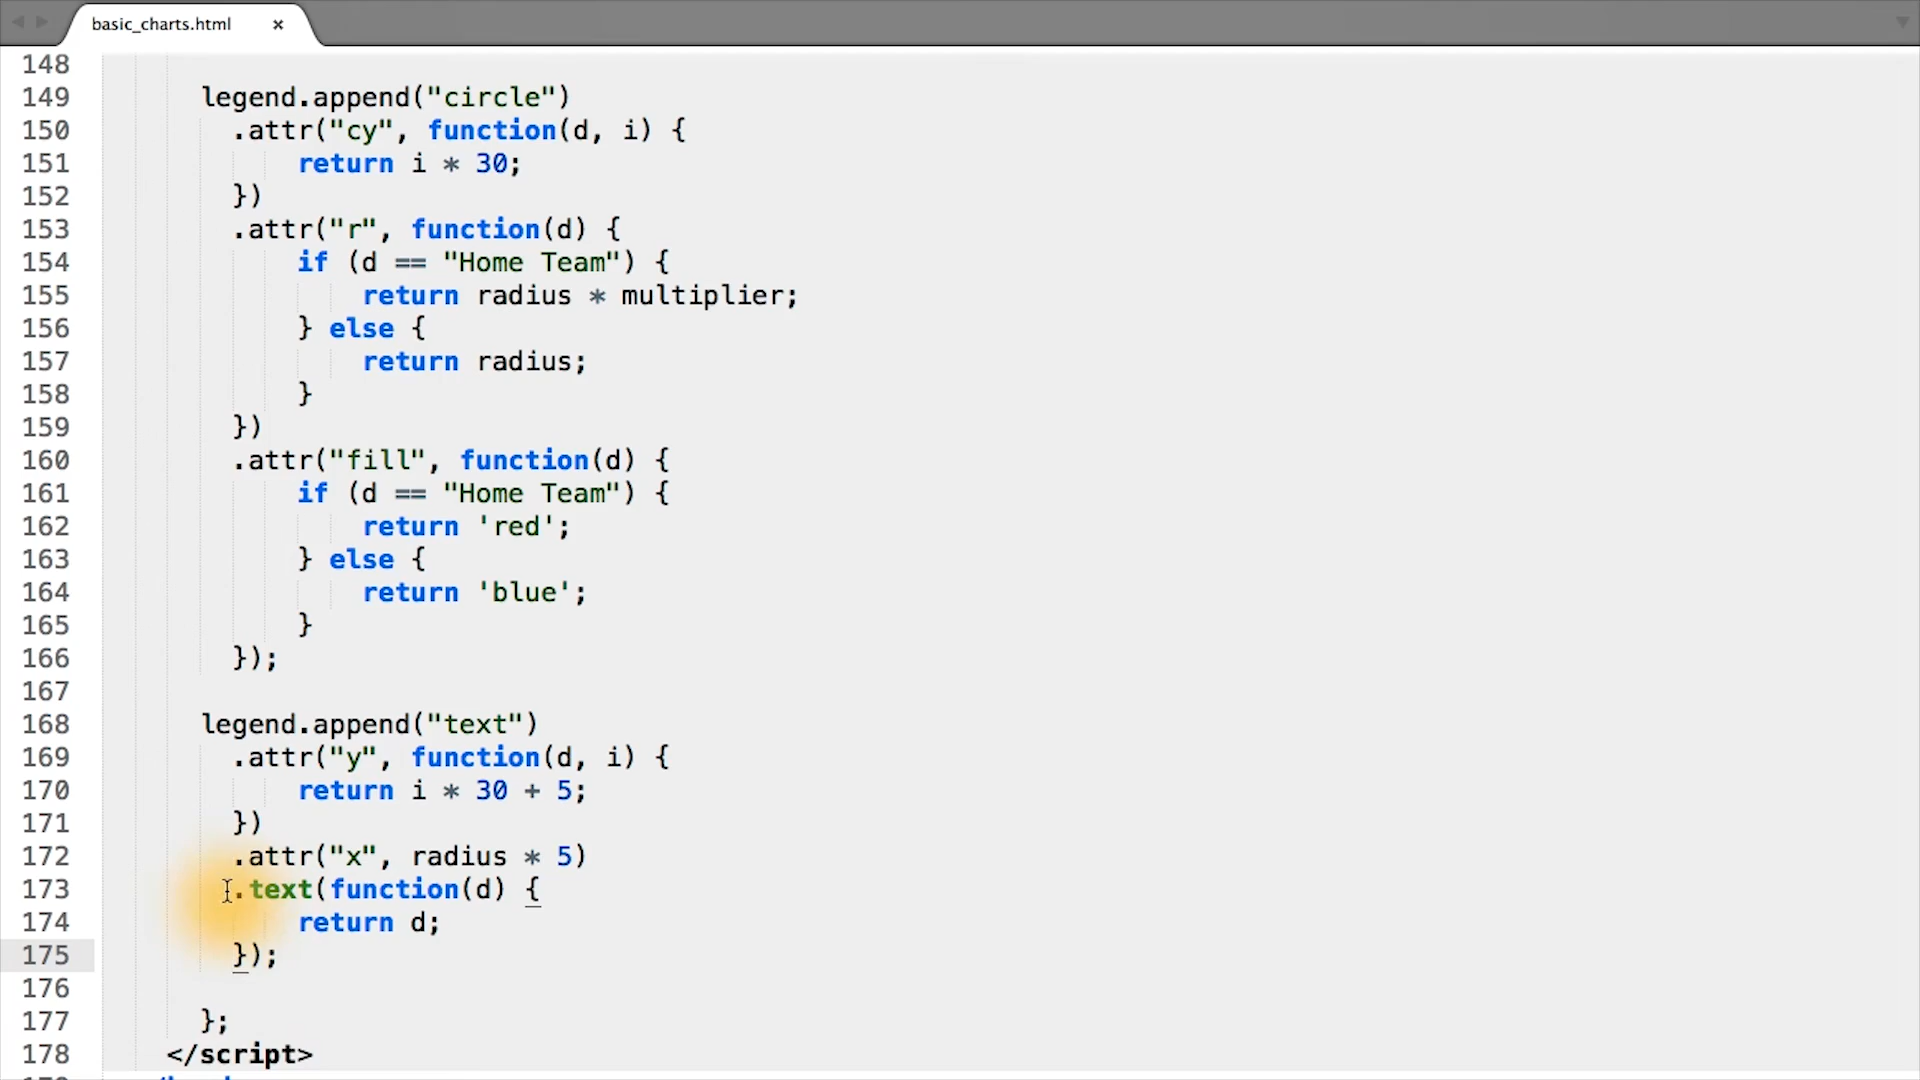 basic_charts.html ×
148
149 legend.append("circle")
150 .attr("cy", function(d, i) {
151 return i * 30;
152 })
153 .attr("r", function(d) {
154 if (d == "Home Team") {
155 return radius * multiplier;
156 } else {
157 return radius;
158 }
159 })
160 .attr("fill", function(d) {
161 if (d == "Home Team") {
162 return 'red';
163 } else {
164 return 'blue';
165 }
166 });
167
168 legend.append("text")
169 .attr("y", function(d, i) {
170 return i * 30 + 5;
171 })
172 .attr("x", radius * 5)
173 .text(function(d) {
174 return d;
175 });
176
177 };
178 </script>